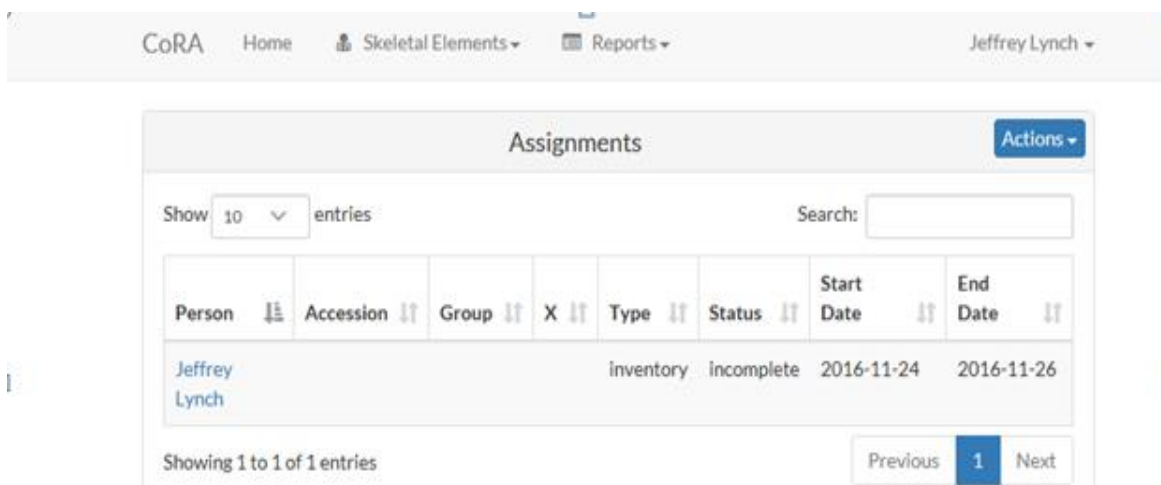 CoRA Home Skeletal Elements Reports Jeffrey Lynch
Assignments Actions
Show 10 entries Search:
Person Accession Group X Type Status Start Date End Date
Jeffrey Lynch inventory incomplete 2016-11-24 2016-11-26
Showing 1 to 1 of 1 entries Previous 1 Next